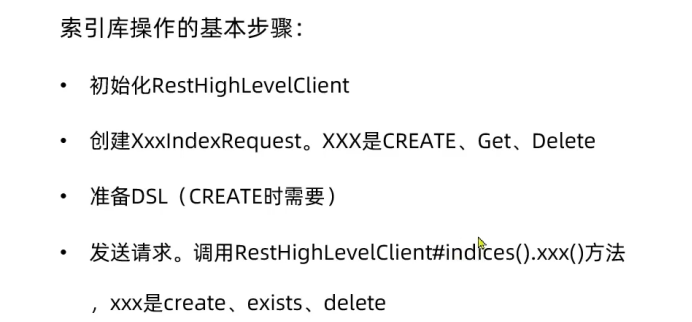 索引库操作的基本步骤：
• 初始化RestHighLevelClient
• 创建XxxIndexRequest。XXX是CREATE、Get、Delete
• 准备DSL（CREATE时需要）
• 发送请求。调用RestHighLevelClient#indices().xxx()方法
，xxx是create、exists、delete